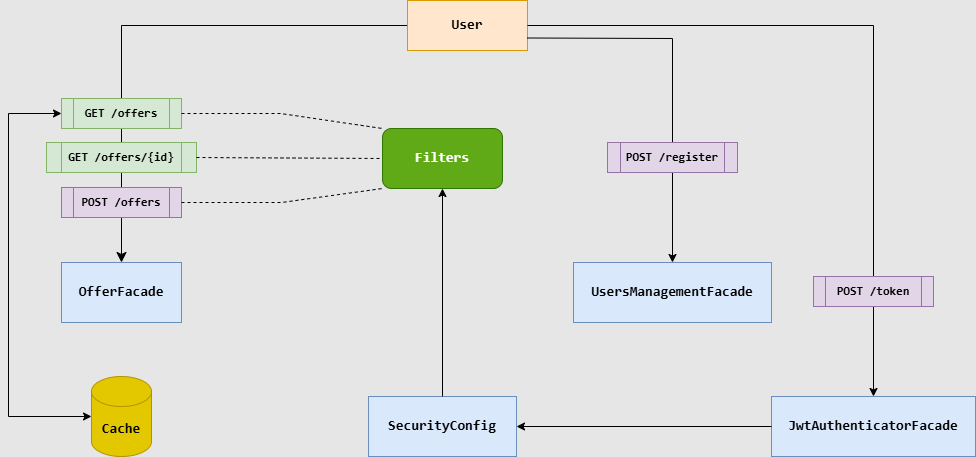 User
GET /offers
GET /offers/{id}
POST /offers
Filters
POST /register
OfferFacade
UsersManagementFacade
POST /token
Cache
SecurityConfig
JwtAuthenticatorFacade